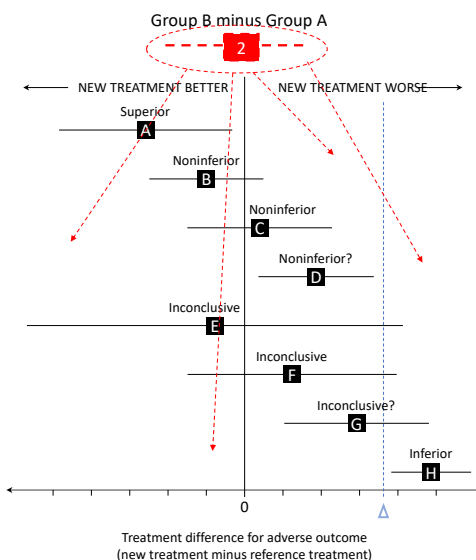 Group B minus Group A
2
NEW TREATMENT BETTER
NEW TREATMENT WORSE
Superior
A
Noninferior
B
Noninferior
C
Noninferior?
D
Inconclusive
E
Inconclusive
F
Inconclusive?
G
Inferior
H
0
Δ
Treatment difference for adverse outcome
(new treatment minus reference treatment)